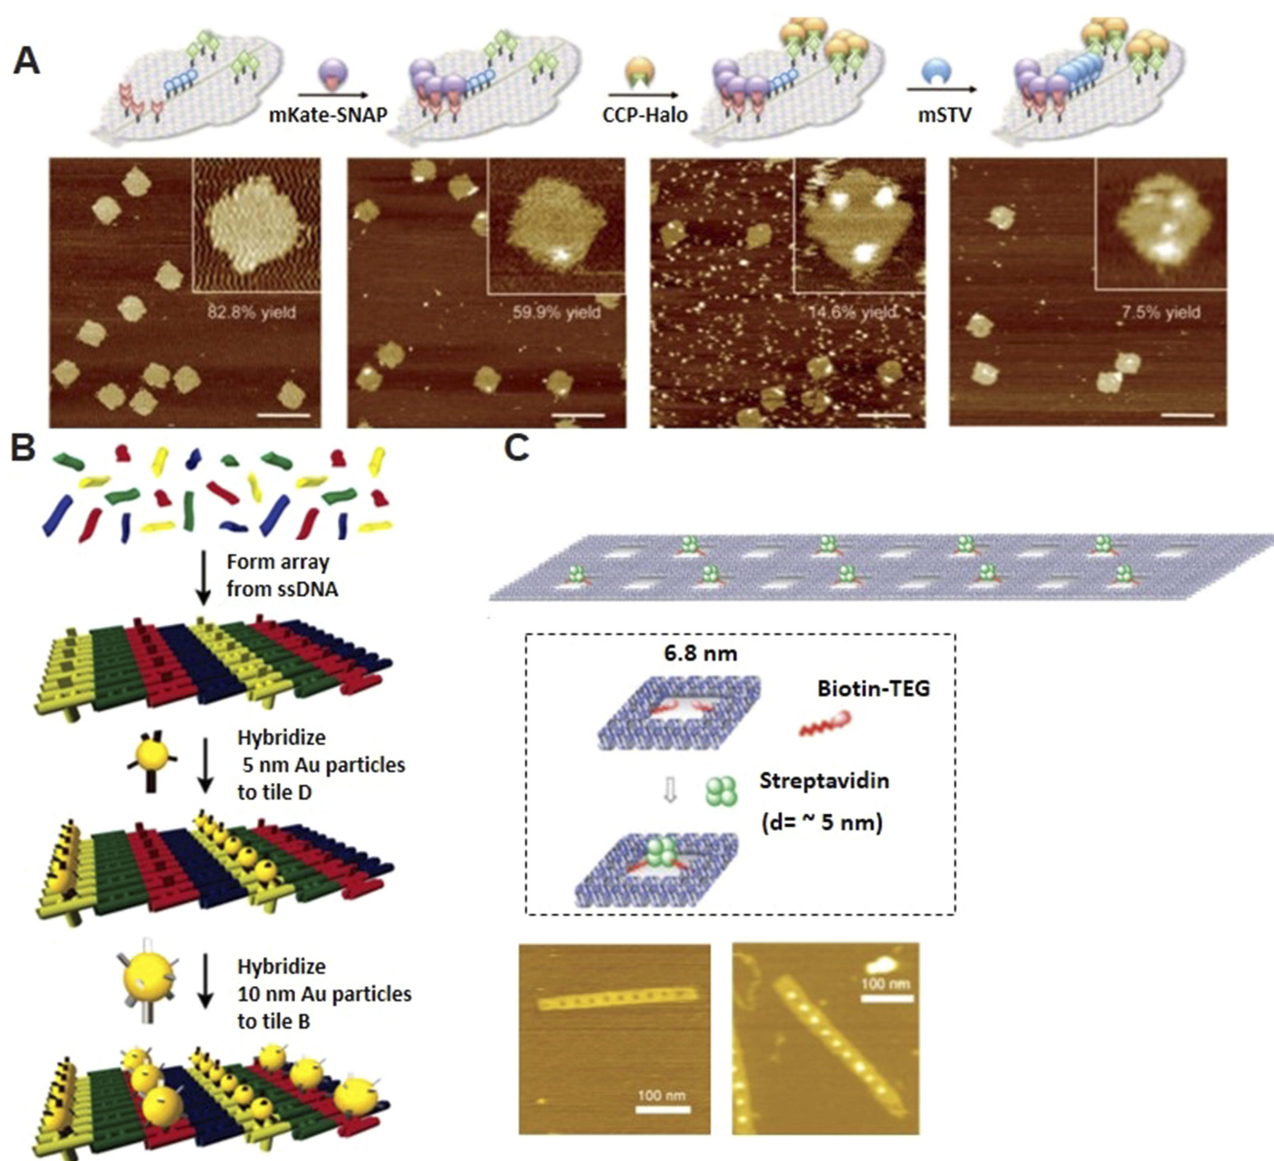 A
mKate-SNAP
CCP-Halo
mSTV
82.8% yield
59.9% yield
14.6% yield
7.5% yield
B
Form array
from ssDNA
Hybridize
5 nm Au particles
to tile D
Hybridize
10 nm Au particles
to tile B
C
6.8 nm
Biotin-TEG
Streptavidin
(d= ~ 5 nm)
100 nm
100 nm